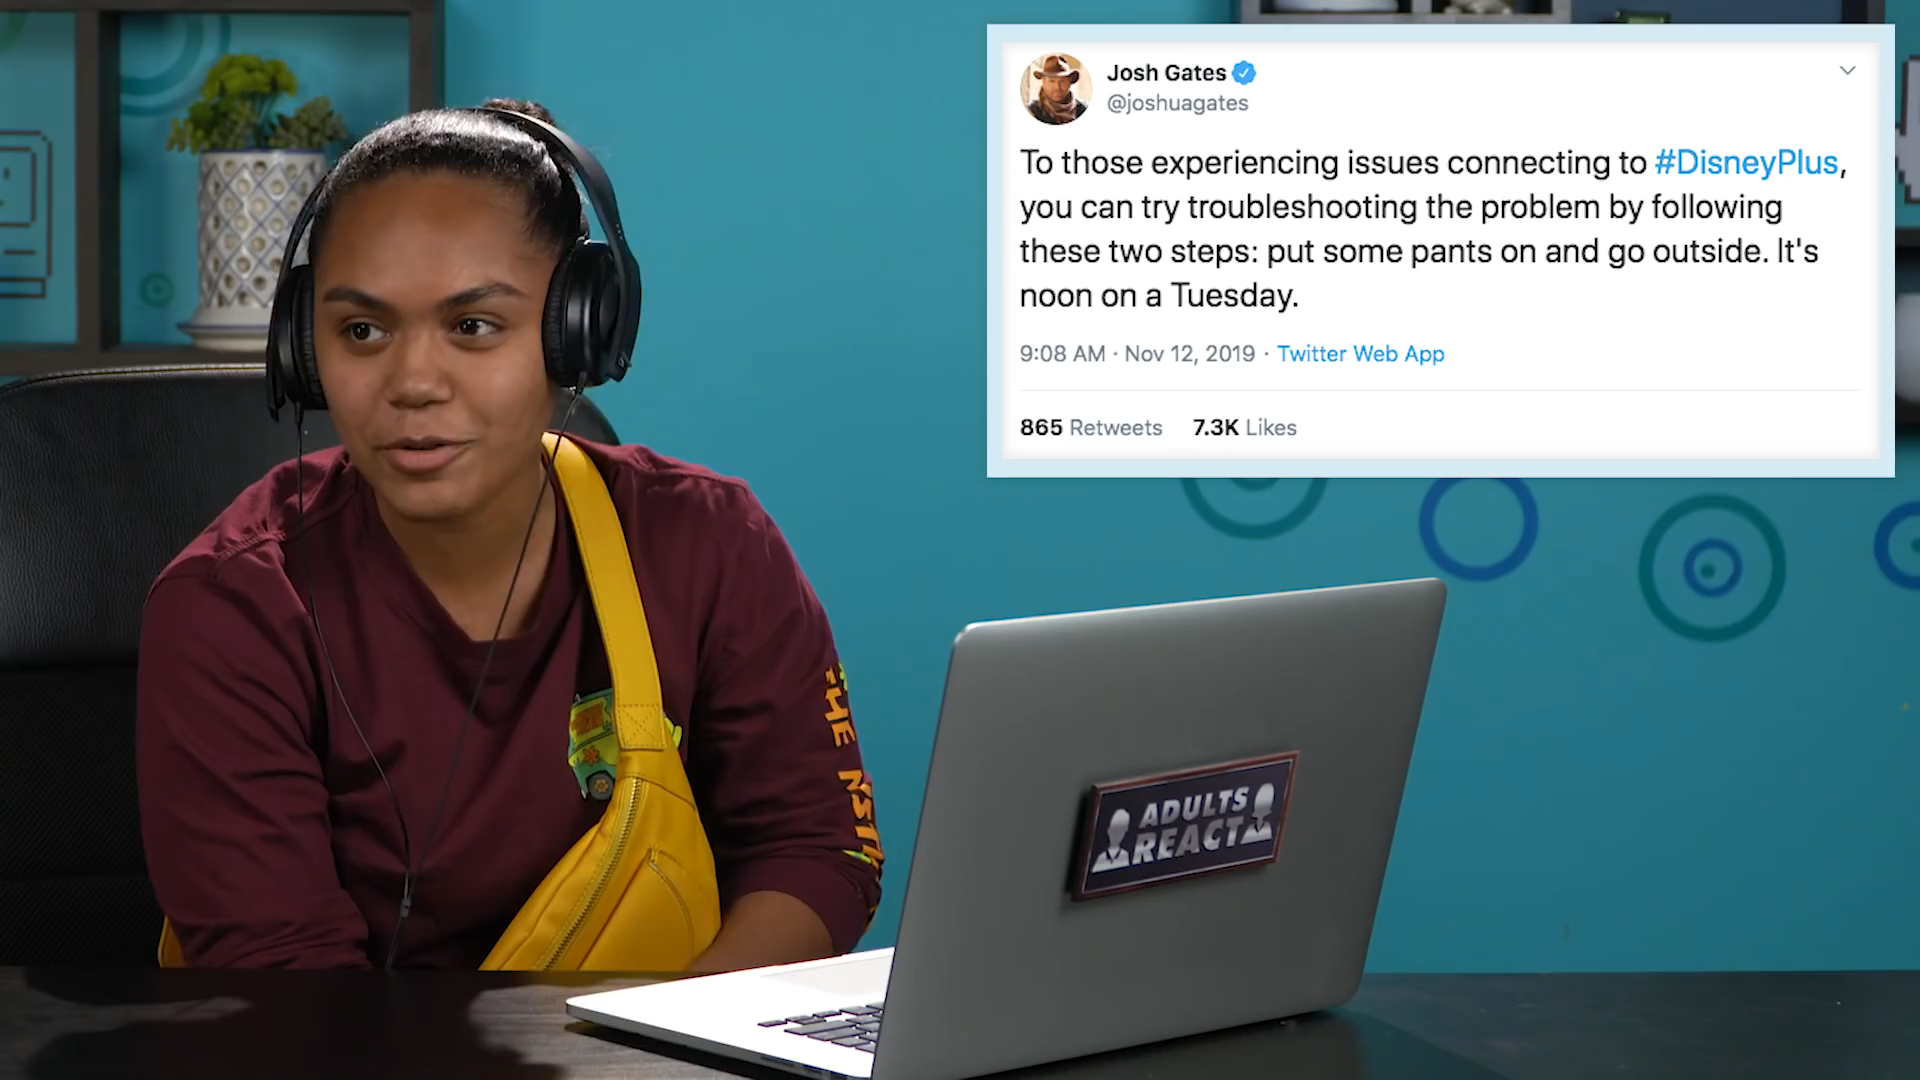 Josh Gates
@joshuagates
To those experiencing issues connecting to #DisneyPlus,
you can try troubleshooting the problem by following
these two steps: put some pants on and go outside. It's
noon on a Tuesday.
9:08 AM · Nov 12, 2019 · Twitter Web App
865 Retweets 7.3K Likes
THE
ADULTS
REACT